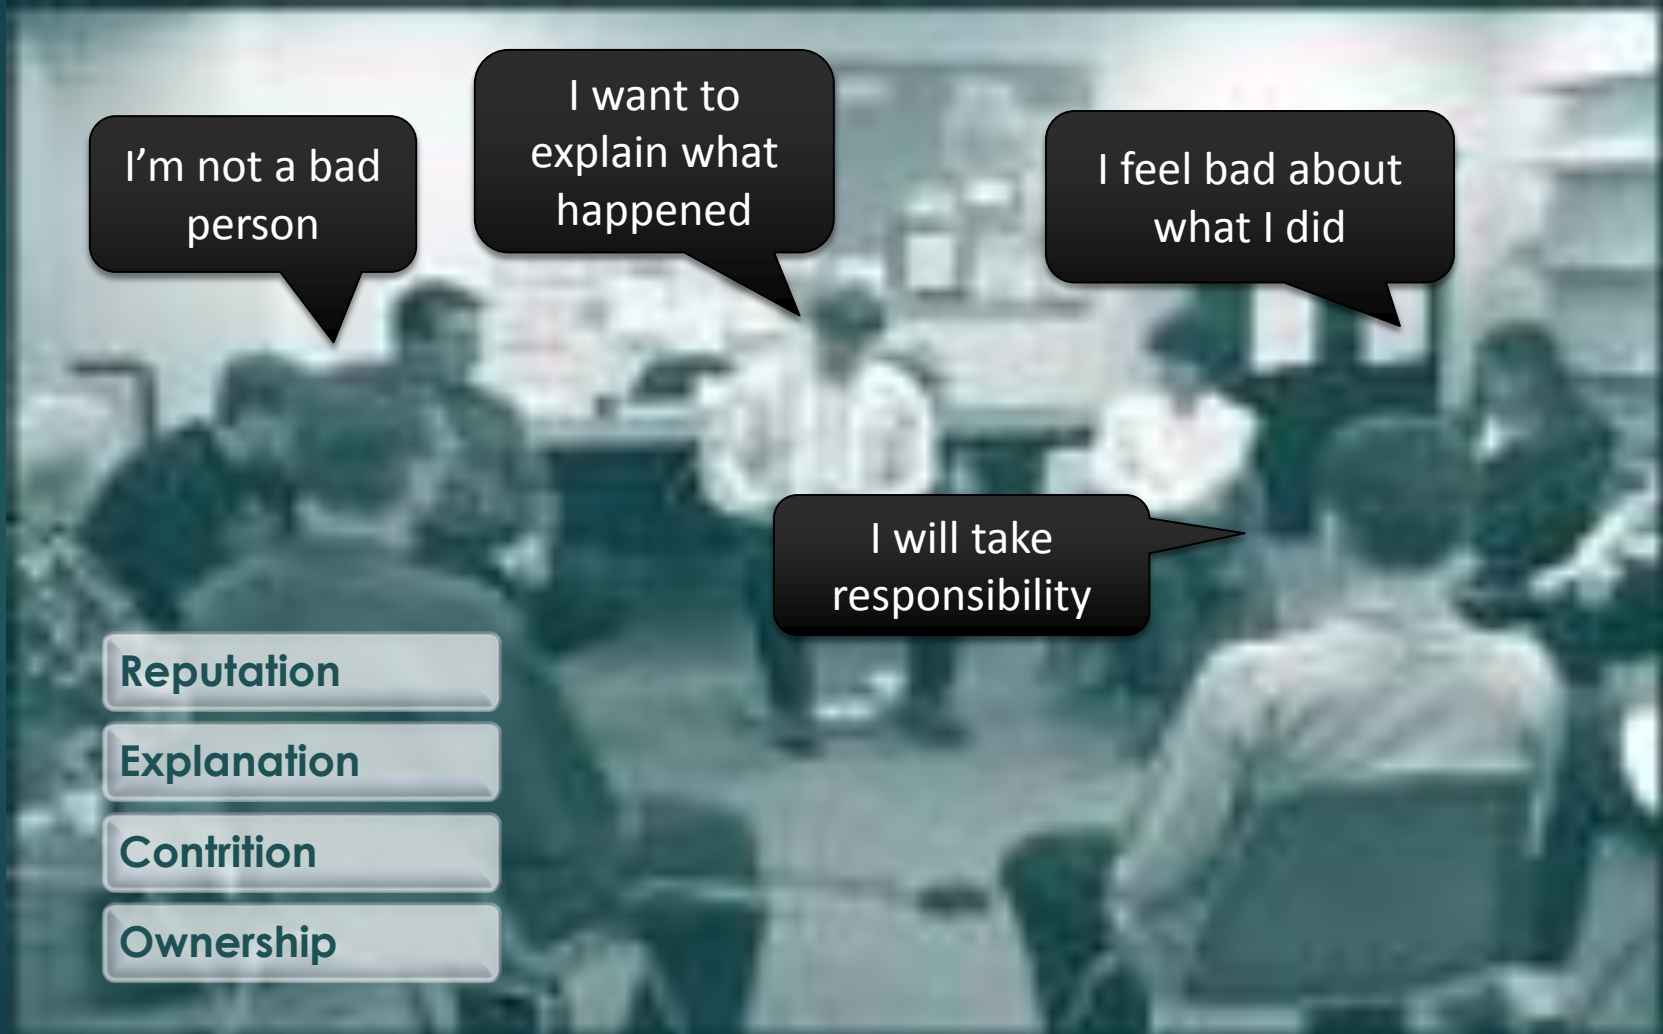 I'm not a bad
person
I want to
explain what
happened
I feel bad about
what I did
I will take
responsibility
Reputation
Explanation
Contrition
Ownership